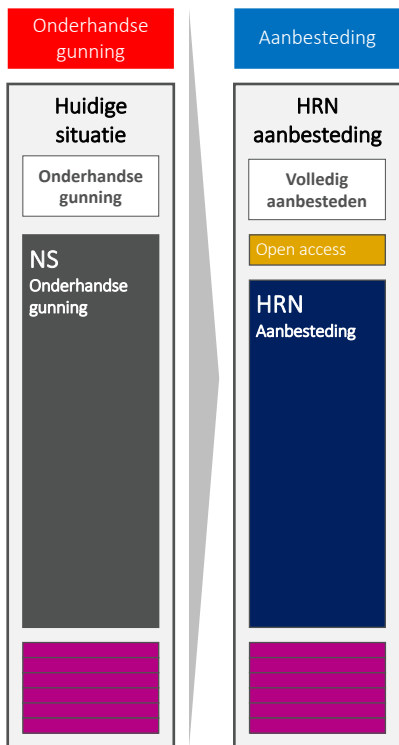 Onderhandse
gunning
Huidige
situatie
Onderhandse
gunning
NS
Onderhandse
gunning
Aanbesteding
HRN
aanbesteding
Volledig
aanbesteden
Open access
HRN
Aanbesteding